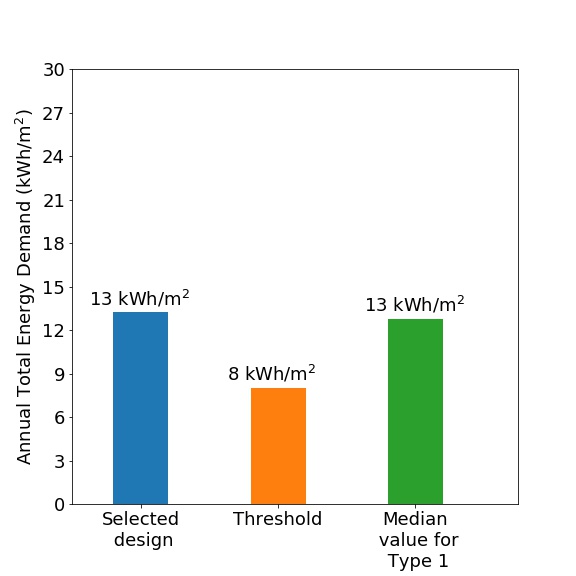 Annual Total Energy Demand (kWh/m²)
30
27
24
21
18
15
12
9
6
3
0
13 kWh/m²
8 kWh/m²
13 kWh/m²
Selected
design
Threshold
Median
value for
Type 1